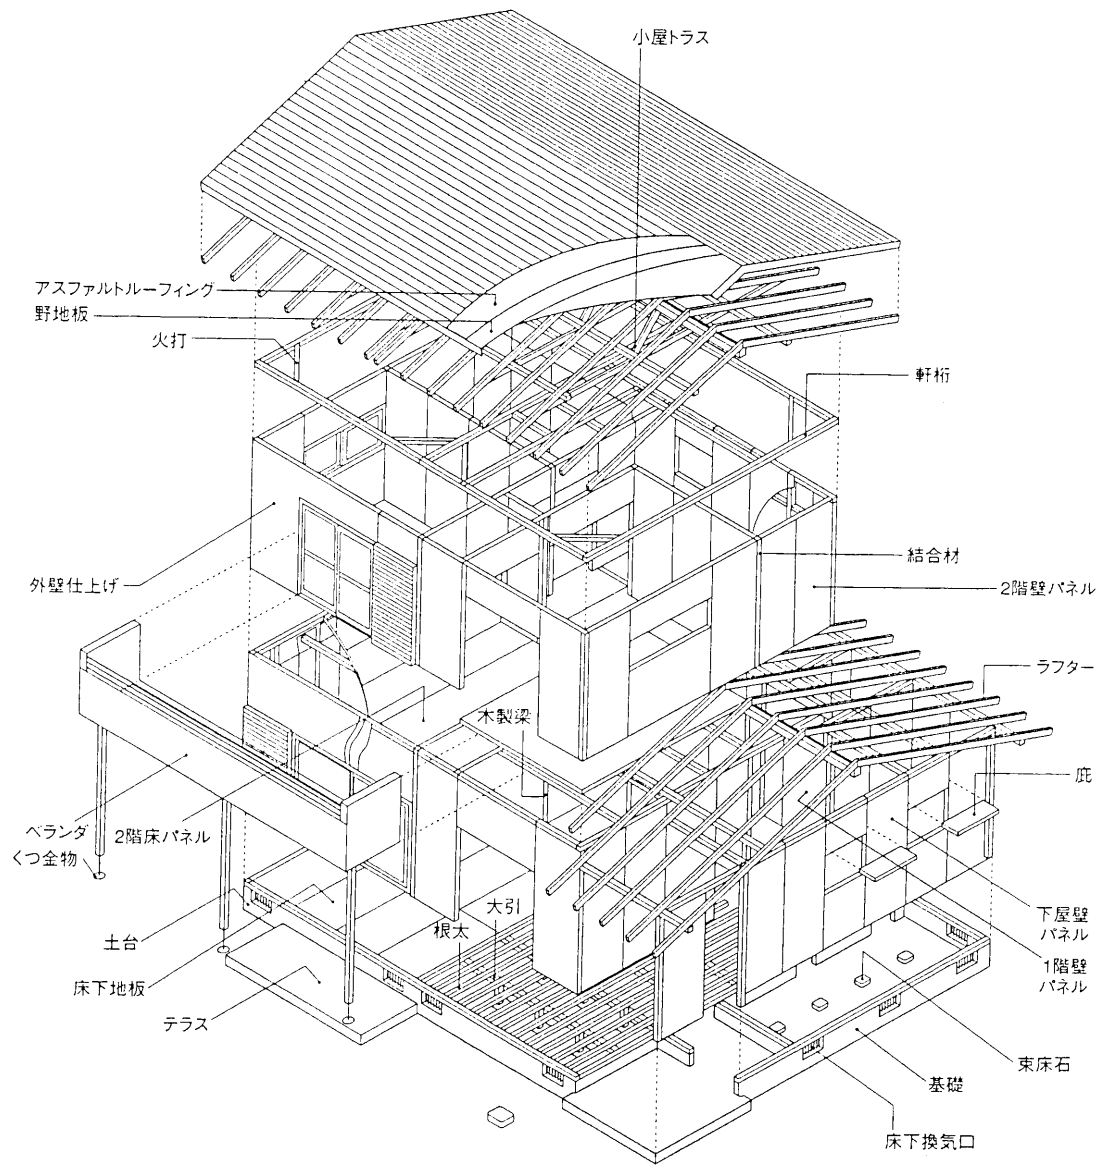 小屋トラス
アスファルトルーフィング
野地板
火打
軒桁
結合材
外壁仕上げ
2階壁パネル
ラフター
木製梁
庇
ベランダ
2階床パネル
くつ金物
大引
下屋壁
パネル
土台
根太
1階壁
パネル
床下地板
テラス
束床石
基礎
床下換気口